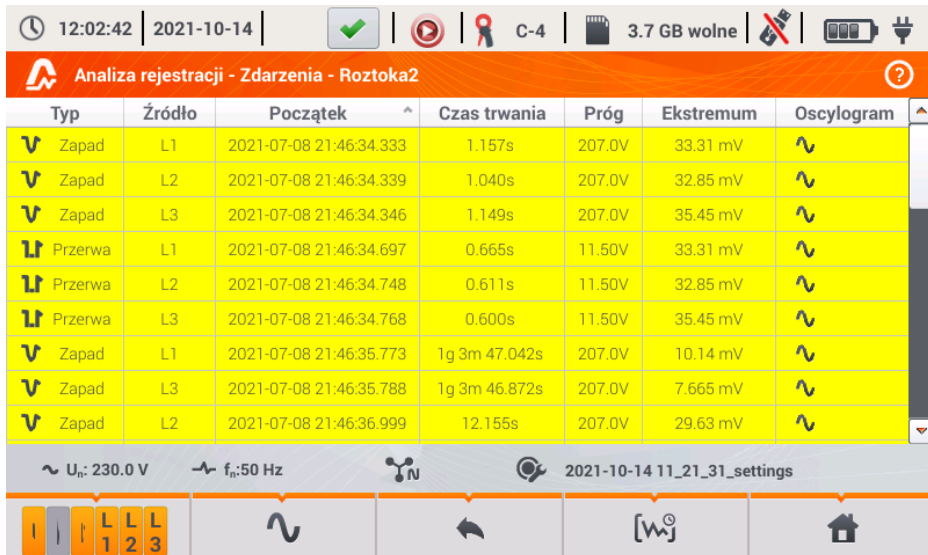 12:02:42 2021-10-14 C-4 3.7 GB wolne
Analiza rejestracji - Zdarzenia - Roztoka2 ?
Typ Źródło Początek Czas trwania Próg Ekstremum Oscylogram
Zapad L1 2021-07-08 21:46:34.333 1.157s 207.0V 33.31 mV
Zapad L2 2021-07-08 21:46:34.339 1.040s 207.0V 32.85 mV
Zapad L3 2021-07-08 21:46:34.346 1.149s 207.0V 35.45 mV
Przerwa L1 2021-07-08 21:46:34.697 0.665s 11.50V 33.31 mV
Przerwa L2 2021-07-08 21:46:34.748 0.611s 11.50V 32.85 mV
Przerwa L3 2021-07-08 21:46:34.768 0.600s 11.50V 35.45 mV
Zapad L1 2021-07-08 21:46:35.773 1g 3m 47.042s 207.0V 10.14 mV
Zapad L3 2021-07-08 21:46:35.788 1g 3m 46.872s 207.0V 7.665 mV
Zapad L2 2021-07-08 21:46:36.999 12.155s 207.0V 29.63 mV
Un: 230.0 V fn:50 Hz N 2021-10-14 11_21_31_settings
L L L
1 2 3